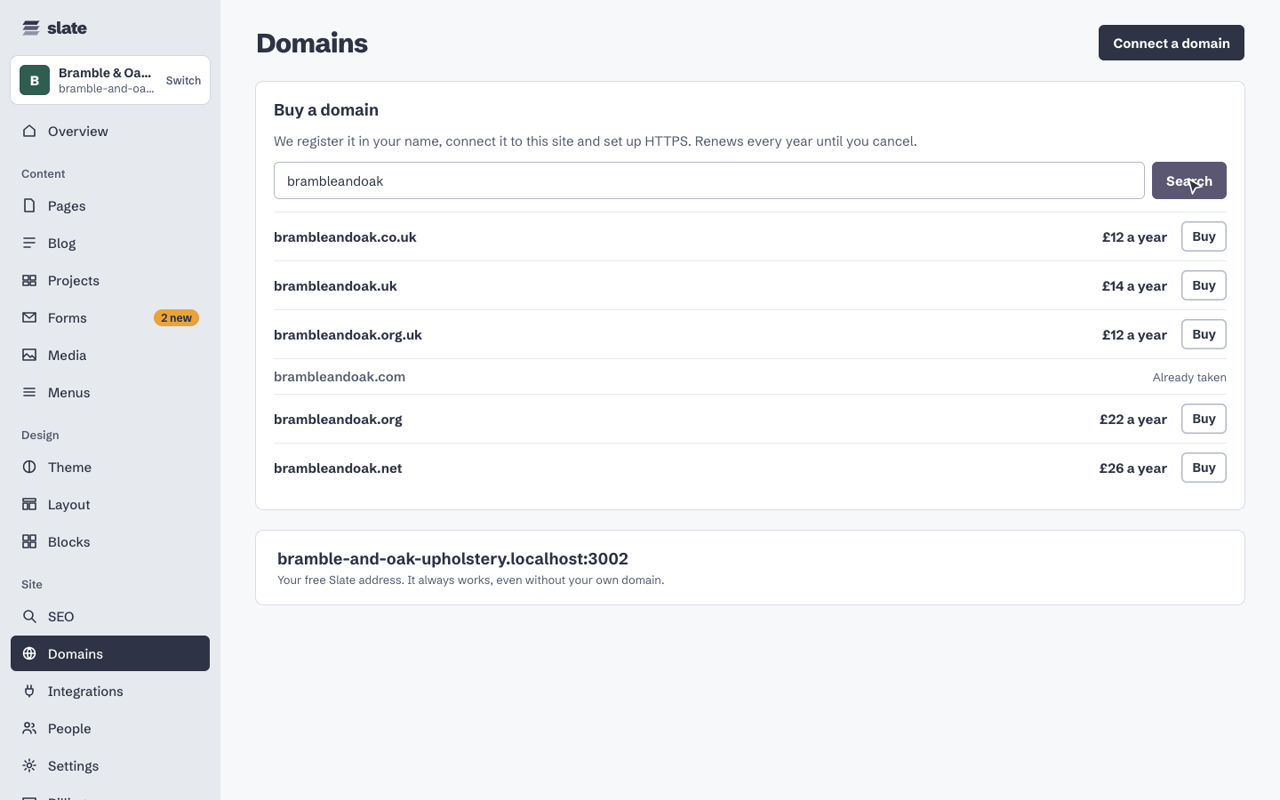 slate
B
Bramble & Oa...
bramble-and-oa...
Switch
Overview
Content
Pages
Blog
Projects
Forms
2 new
Media
Menus
Design
Theme
Layout
Blocks
Site
SEO
Domains
Integrations
People
Settings
Domains
Connect a domain
Buy a domain
We register it in your name, connect it to this site and set up HTTPS. Renews every year until you cancel.
brambleandoak
Search
brambleandoak.co.uk
£12 a year
Buy
brambleandoak.uk
£14 a year
Buy
brambleandoak.org.uk
£12 a year
Buy
brambleandoak.com
Already taken
brambleandoak.org
£22 a year
Buy
brambleandoak.net
£26 a year
Buy
bramble-and-oak-upholstery.localhost:3002
Your free Slate address. It always works, even without your own domain.